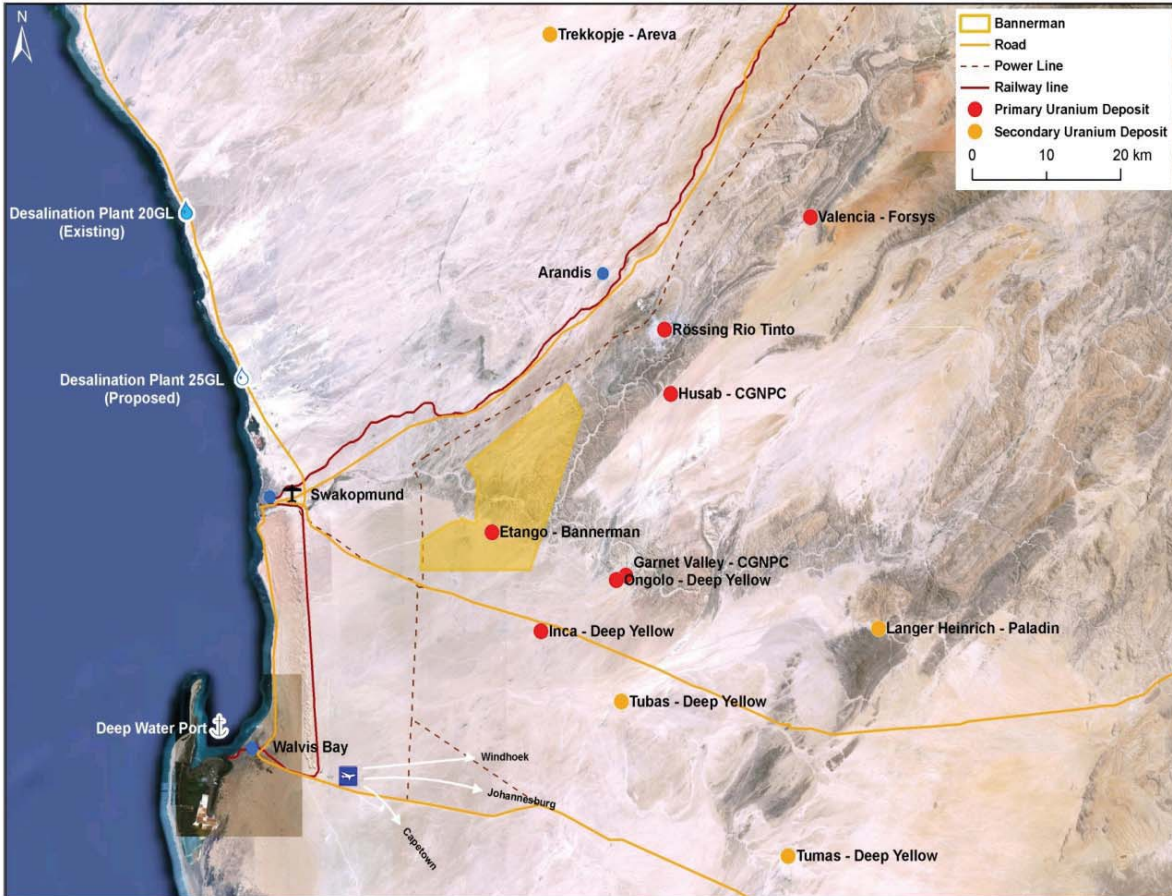 N
Trekkopje - Areva
Bannerman
Road
Power Line
Railway line
Primary Uranium Deposit
Secondary Uranium Deposit
0 10 20 km
Desalination Plant 20GL
(Existing)
Valencia - Forsys
Arandis
Rössing Rio Tinto
Desalination Plant 25GL
(Proposed)
Husab - CGNPC
Swakopmund
Etango - Bannerman
Garnet Valley - CGNPC
Ongolo - Deep Yellow
Inca - Deep Yellow
Langer Heinrich - Paladin
Tubas - Deep Yellow
Deep Water Port
Walvis Bay
Windhoek
Johannesburg
Capetown
Tumas - Deep Yellow